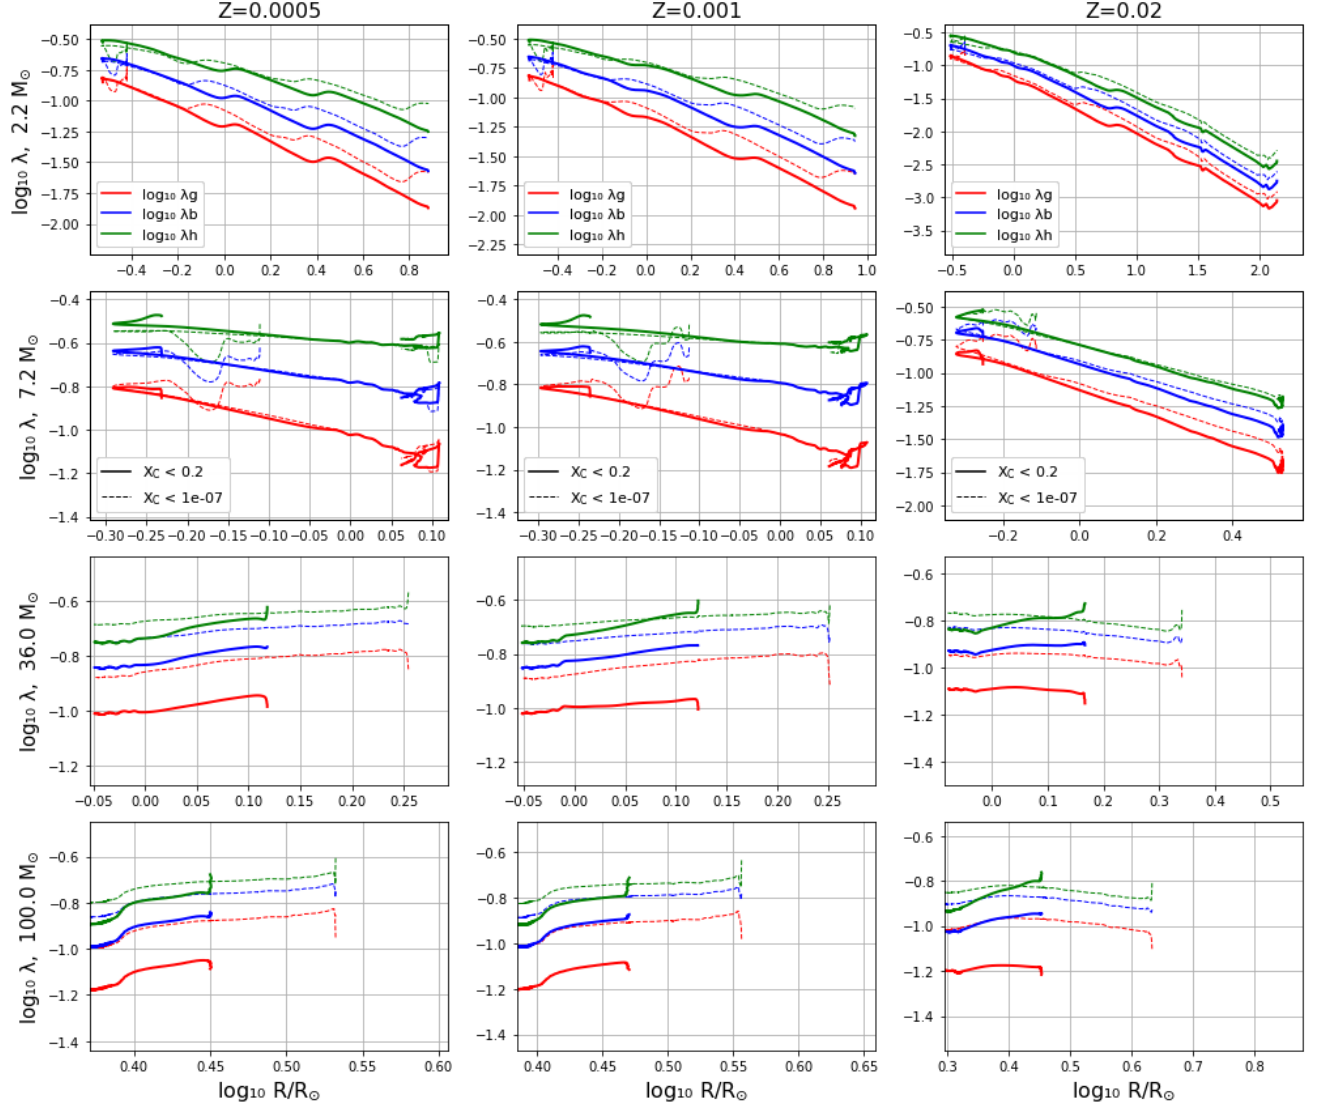 Z=0.0005
Z=0.001
Z=0.02
log₁₀ λ, 2.2 M⊙
−0.50
−0.75
−1.00
−1.25
−1.50
−1.75
−2.00
log₁₀ λg
log₁₀ λb
log₁₀ λh
−0.4 −0.2 0.0 0.2 0.4 0.6 0.8
−0.50
−0.75
−1.00
−1.25
−1.50
−1.75
−2.00
−2.25
log₁₀ λg
log₁₀ λb
log₁₀ λh
−0.4 −0.2 0.0 0.2 0.4 0.6 0.8 1.0
−0.5
−1.0
−1.5
−2.0
−2.5
−3.0
−3.5
log₁₀ λg
log₁₀ λb
log₁₀ λh
−0.5 0.0 0.5 1.0 1.5 2.0
log₁₀ λ, 7.2 M⊙
−0.4
−0.6
−0.8
−1.0
−1.2
−1.4
X_C < 0.2
X_C < 1e-07
−0.30 −0.25 −0.20 −0.15 −0.10 −0.05 0.00 0.05 0.10
−0.4
−0.6
−0.8
−1.0
−1.2
−1.4
X_C < 0.2
X_C < 1e-07
−0.30 −0.25 −0.20 −0.15 −0.10 −0.05 0.00 0.05 0.10
−0.50
−0.75
−1.00
−1.25
−1.50
−1.75
−2.00
X_C < 0.2
X_C < 1e-07
−0.2 0.0 0.2 0.4
log₁₀ λ, 36.0 M⊙
−0.6
−0.8
−1.0
−1.2
−0.05 0.00 0.05 0.10 0.15 0.20 0.25
−0.6
−0.8
−1.0
−1.2
−0.05 0.00 0.05 0.10 0.15 0.20 0.25
−0.6
−0.8
−1.0
−1.2
−1.4
0.0 0.1 0.2 0.3 0.4 0.5
log₁₀ λ, 100.0 M⊙
−0.6
−0.8
−1.0
−1.2
−1.4
0.40 0.45 0.50 0.55 0.60
log₁₀ R/R⊙
−0.6
−0.8
−1.0
−1.2
−1.4
0.40 0.45 0.50 0.55 0.60 0.65
log₁₀ R/R⊙
−0.6
−0.8
−1.0
−1.2
−1.4
0.3 0.4 0.5 0.6 0.7 0.8
log₁₀ R/R⊙